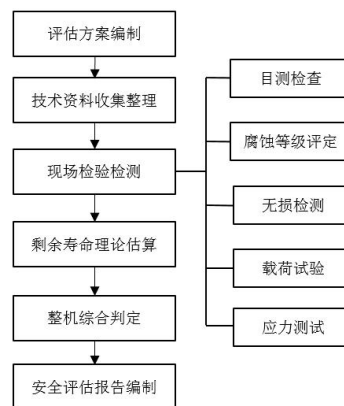 评估方案编制
技术资料收集整理
现场检验检测
剩余寿命理论估算
整机综合判定
安全评估报告编制
目测检查
腐蚀等级评定
无损检测
载荷试验
应力测试